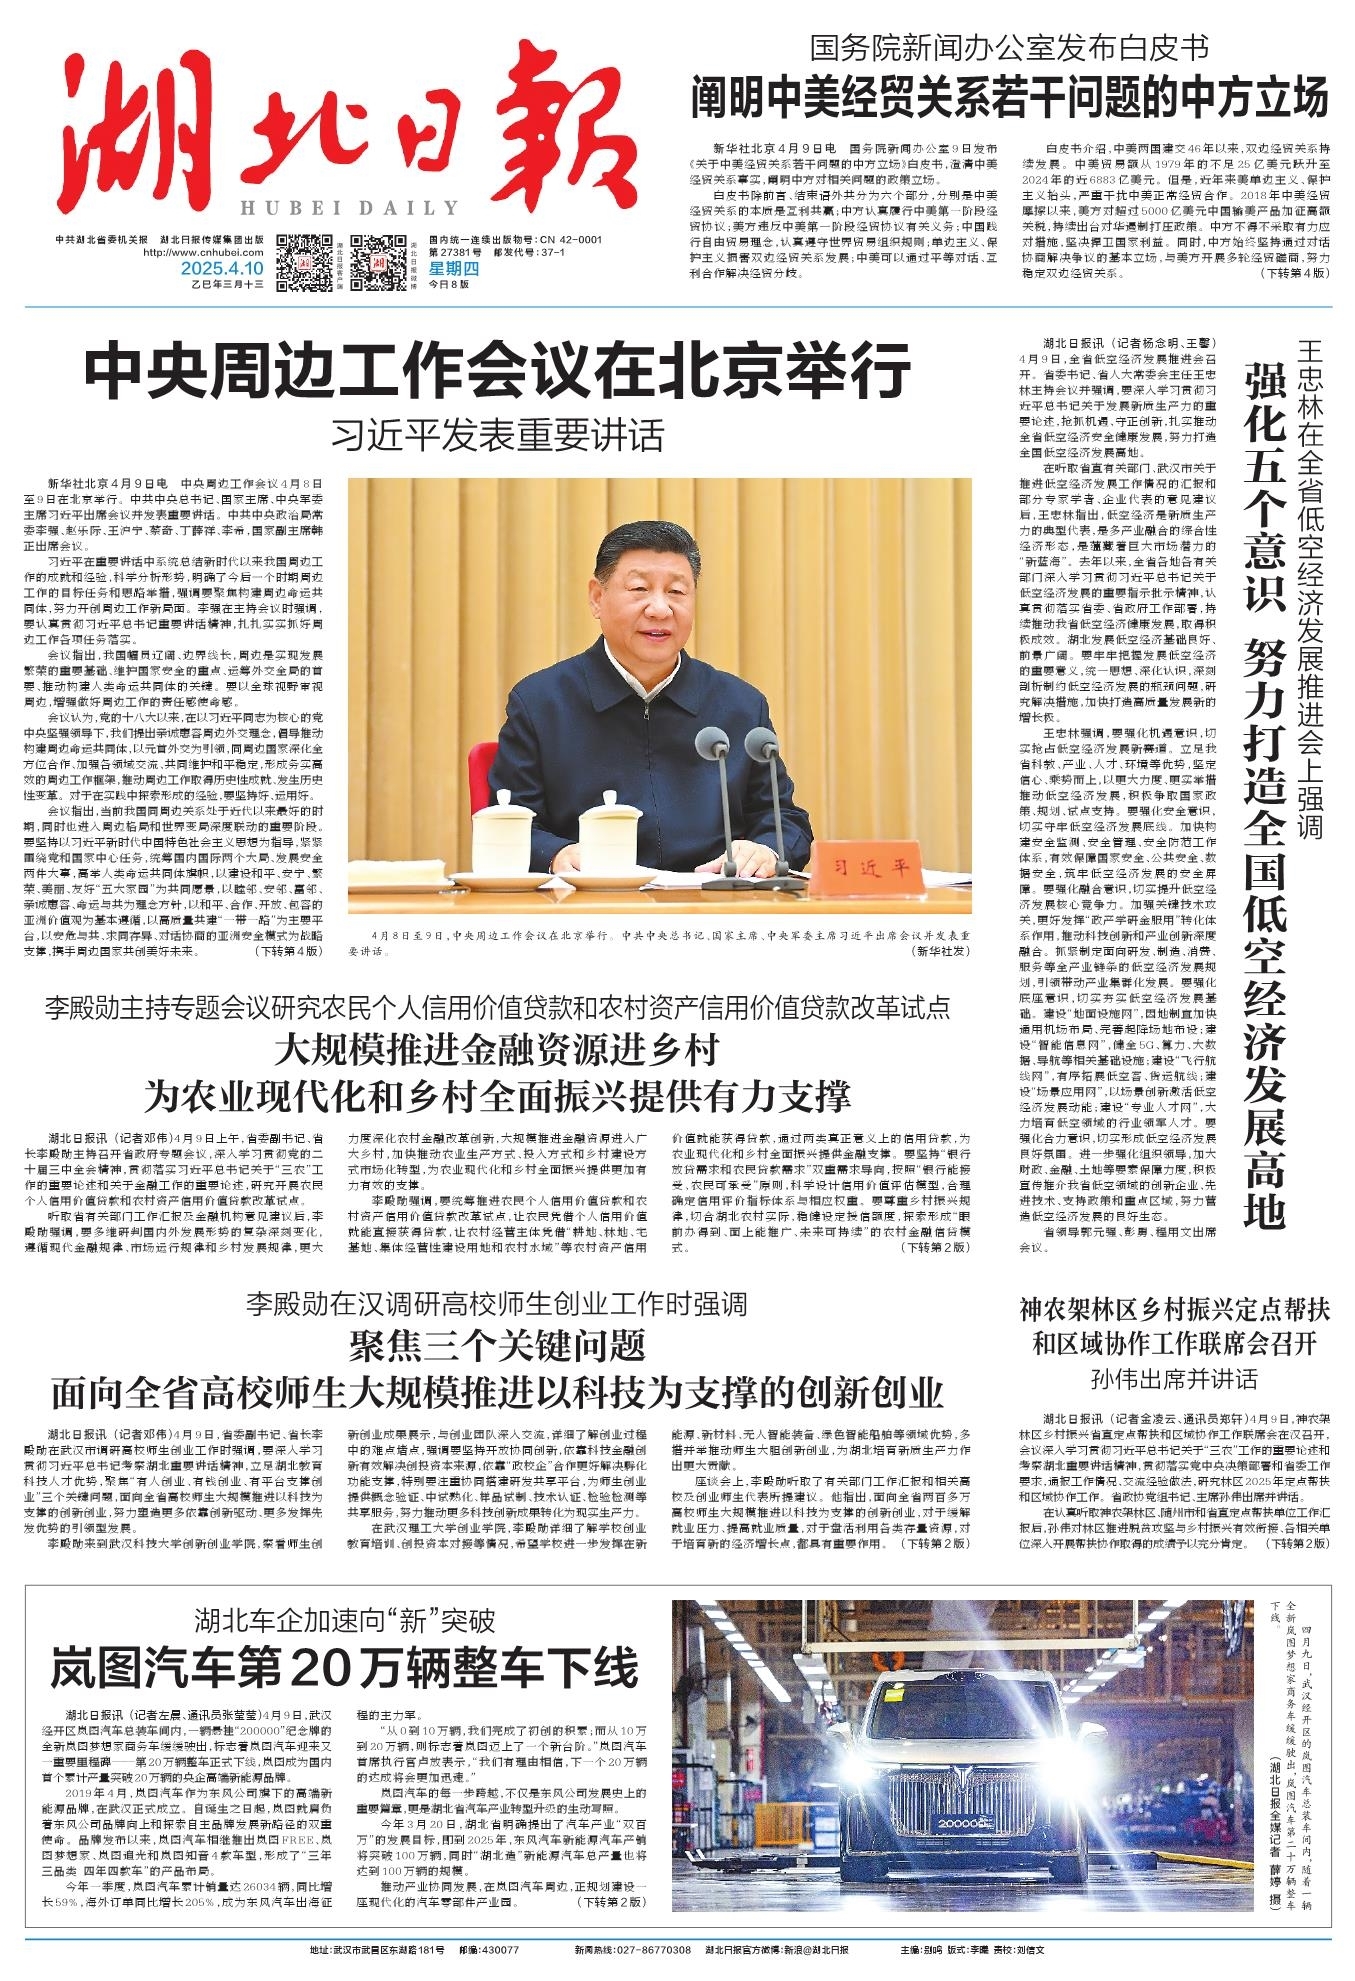 湖北日報
HUBEI DAILY
中共湖北省委机关报 湖北日报传媒集团出版
http://www.cnhubei.com
2025.4.10
乙巳年三月十三
湖北日报客户端
湖北日报微博
国内统一连续出版物号:CN 42-0001
第27381号 邮发代号:37-1
星期四
今日8版
国务院新闻办公室发布白皮书
阐明中美经贸关系若干问题的中方立场
新华社北京4月9日电 国务院新闻办公室9日发布
《关于中美经贸关系若干问题的中方立场》白皮书,澄清中美
经贸关系事实,阐明中方对相关问题的政策立场。
白皮书除前言、结束语外共分为六个部分,分别是中美
经贸关系的本质是互利共赢;中方认真履行中美第一阶段经
贸协议;美方违反中美第一阶段经贸协议有关义务;中国践
行自由贸易理念,认真遵守世界贸易组织规则;单边主义、保
护主义损害双边经贸关系发展;中美可以通过平等对话、互
利合作解决经贸分歧。
白皮书介绍,中美两国建交46年以来,双边经贸关系持
续发展。中美贸易额从1979年的不足25亿美元跃升至
2024年的近6883亿美元。但是,近年来美单边主义、保护
主义抬头,严重干扰中美正常经贸合作。2018年中美经贸
摩擦以来,美方对超过5000亿美元中国输美产品加征高额
关税,持续出台对华遏制打压政策。中方不得不采取有力应
对措施,坚决捍卫国家利益。同时,中方始终坚持通过对话
协商解决争议的基本立场,与美方开展多轮经贸磋商,努力
稳定双边经贸关系。 (下转第4版)
中央周边工作会议在北京举行
习近平发表重要讲话
新华社北京4月9日电 中央周边工作会议4月8日
至9日在北京举行。中共中央总书记、国家主席、中央军委
主席习近平出席会议并发表重要讲话。中共中央政治局常
委李强、赵乐际、王沪宁、蔡奇、丁薛祥、李希,国家副主席韩
正出席会议。
习近平在重要讲话中系统总结新时代以来我国周边工
作的成就和经验,科学分析形势,明确了今后一个时期周边
工作的目标任务和思路举措,强调要聚焦构建周边命运共
同体,努力开创周边工作新局面。李强在主持会议时强调,
要认真贯彻习近平总书记重要讲话精神,扎扎实实抓好周
边工作各项任务落实。
会议指出,我国幅员辽阔、边界线长,周边是实现发展
繁荣的重要基础、维护国家安全的重点、运筹外交全局的首
要、推动构建人类命运共同体的关键。要以全球视野审视
周边,增强做好周边工作的责任感使命感。
会议认为,党的十八大以来,在以习近平同志为核心的党
中央坚强领导下,我们提出亲诚惠容周边外交理念,倡导推动
构建周边命运共同体,以元首外交为引领,同周边国家深化全
方位合作、加强各领域交流、共同维护和平稳定,形成务实高
效的周边工作框架,推动周边工作取得历史性成就、发生历史
性变革。对于在实践中探索形成的经验,要坚持好、运用好。
会议指出,当前我国同周边关系处于近代以来最好的时
期,同时也进入周边格局和世界变局深度联动的重要阶段。
要坚持以习近平新时代中国特色社会主义思想为指导,紧紧
围绕党和国家中心任务,统筹国内国际两个大局、发展安全
两件大事,高举人类命运共同体旗帜,以建设和平、安宁、繁
荣、美丽、友好“五大家园”为共同愿景,以睦邻、安邻、富邻、
亲诚惠容、命运与共为理念方针,以和平、合作、开放、包容的
亚洲价值观为基本遵循,以高质量共建“一带一路”为主要平
台,以安危与共、求同存异、对话协商的亚洲安全模式为战略
支撑,携手周边国家共创美好未来。 (下转第4版)
习近平
4月8日至9日,中央周边工作会议在北京举行。中共中央总书记、国家主席、中央军委主席习近平出席会议并发表重
要讲话。 (新华社发)
王忠林在全省低空经济发展推进会上强调
强化五个意识 努力打造全国低空经济发展高地
湖北日报讯 (记者杨念明、王馨)
4月9日,全省低空经济发展推进会召
开。省委书记、省人大常委会主任王忠
林主持会议并强调,要深入学习贯彻习
近平总书记关于发展新质生产力的重
要论述,抢抓机遇、守正创新,扎实推动
全省低空经济安全健康发展,努力打造
全国低空经济发展高地。
在听取省直有关部门、武汉市关于
推进低空经济发展工作情况的汇报和
部分专家学者、企业代表的意见建议
后,王忠林指出,低空经济是新质生产
力的典型代表,是多产业融合的综合性
经济形态,是蕴藏着巨大市场潜力的
“新蓝海”。去年以来,全省各地各有关
部门深入学习贯彻习近平总书记关于
低空经济发展的重要指示批示精神,认
真贯彻落实省委、省政府工作部署,持
续推动我省低空经济健康发展,取得积
极成效。湖北发展低空经济基础良好、
前景广阔。要牢牢把握发展低空经济
的重要意义,统一思想、深化认识,深刻
剖析制约低空经济发展的瓶颈问题,研
究解决措施,加快打造高质量发展新的
增长极。
王忠林强调,要强化机遇意识,切
实抢占低空经济发展新赛道。立足我
省科教、产业、人才、环境等优势,坚定
信心、乘势而上,以更大力度、更实举措
推动低空经济发展,积极争取国家政
策、规划、试点支持。要强化安全意识,
切实守牢低空经济发展底线。加快构
建安全监测、安全管理、安全防范工作
体系,有效保障国家安全、公共安全、数
据安全,筑牢低空经济发展的安全屏
障。要强化融合意识,切实提升低空经
济发展核心竞争力。加强关键技术攻
关,更好发挥“政产学研金服用”转化体
系作用,推动科技创新和产业创新深度
融合。抓紧制定面向研发、制造、消费、
服务等全产业链条的低空经济发展规
划,引领带动产业集群化发展。要强化
底座意识,切实夯实低空经济发展基
础。建设“地面设施网”,因地制宜加快
通用机场布局、完善起降场地布设;建
设“智能信息网”,健全5G、算力、大数
据、导航等相关基础设施;建设“飞行航
线网”,有序拓展低空客、货运航线;建
设“场景应用网”,以场景创新激活低空
经济发展动能;建设“专业人才网”,大
力培育低空领域的行业领军人才。要
强化合力意识,切实形成低空经济发展
良好氛围。进一步强化组织领导,加大
财政、金融、土地等要素保障力度,积极
宣传推介我省低空领域的创新企业、先
进技术、支持政策和重点区域,努力营
造低空经济发展的良好生态。
省领导郭元强、彭勇、程用文出席
会议。
李殿勋主持专题会议研究农民个人信用价值贷款和农村资产信用价值贷款改革试点
大规模推进金融资源进乡村
为农业现代化和乡村全面振兴提供有力支撑
湖北日报讯 (记者邓伟)4月9日上午,省委副书记、省
长李殿勋主持召开省政府专题会议,深入学习贯彻党的二
十届三中全会精神,贯彻落实习近平总书记关于“三农”工
作的重要论述和关于金融工作的重要论述,研究开展农民
个人信用价值贷款和农村资产信用价值贷款改革试点。
听取省有关部门工作汇报及金融机构意见建议后,李
殿勋强调,要多维研判国内外发展形势的复杂深刻变化,
遵循现代金融规律、市场运行规律和乡村发展规律,更大
力度深化农村金融改革创新,大规模推进金融资源进入广
大乡村,加快推动农业生产方式、投入方式和乡村建设方
式市场化转型,为农业现代化和乡村全面振兴提供更加有
力有效的支撑。
李殿勋强调,要统筹推进农民个人信用价值贷款和农
村资产信用价值贷款改革试点,让农民凭借个人信用价值
就能直接获得贷款,让农村经营主体凭借“耕地、林地、宅
基地、集体经营性建设用地和农村水域”等农村资产信用
价值就能获得贷款,通过两类真正意义上的信用贷款,为
农业现代化和乡村全面振兴提供金融支撑。要坚持“银行
放贷需求和农民贷款需求”双重需求导向,按照“银行能接
受、农民可承受”原则,科学设计信用价值评估模型,合理
确定信用评价指标体系与相应权重。要尊重乡村振兴规
律,切合湖北农村实际,稳健设定授信额度,探索形成“眼
前办得到、面上能推广、未来可持续”的农村金融信贷模
式。 (下转第2版)
李殿勋在汉调研高校师生创业工作时强调
聚焦三个关键问题
面向全省高校师生大规模推进以科技为支撑的创新创业
湖北日报讯 (记者邓伟)4月9日,省委副书记、省长李
殿勋在武汉市调研高校师生创业工作时强调,要深入学习
贯彻习近平总书记考察湖北重要讲话精神,立足湖北教育
科技人才优势,聚焦“有人创业、有钱创业、有平台支撑创
业”三个关键问题,面向全省高校师生大规模推进以科技为
支撑的创新创业,努力塑造更多依靠创新驱动、更多发挥先
发优势的引领型发展。
李殿勋来到武汉科技大学创新创业学院,察看师生创
新创业成果展示,与创业团队深入交流,详细了解创业过程
中的难点堵点,强调要坚持开放协同创新,依靠科技金融创
新有效解决创投资本来源,依靠“政校企”合作更好解决孵化
功能支撑,特别要注重协同搭建研发共享平台,为师生创业
提供概念验证、中试熟化、样品试制、技术认证、检验检测等
共享服务,努力推动更多科技创新成果转化为现实生产力。
在武汉理工大学创业学院,李殿勋详细了解学校创业
教育培训、创投资本对接等情况,希望学校进一步发挥在新
能源、新材料、无人智能装备、绿色智能船舶等领域优势,多
措并举推动师生大胆创新创业,为湖北培育新质生产力作
出更大贡献。
座谈会上,李殿勋听取了有关部门工作汇报和相关高
校及创业师生代表所提建议。他指出,面向全省两百多万
高校师生大规模推进以科技为支撑的创新创业,对于缓解
就业压力、提高就业质量,对于盘活利用各类存量资源,对
于培育新的经济增长点,都具有重要作用。 (下转第2版)
神农架林区乡村振兴定点帮扶
和区域协作工作联席会召开
孙伟出席并讲话
湖北日报讯 (记者金凌云、通讯员郑轩)4月9日,神农架
林区乡村振兴省直定点帮扶和区域协作工作联席会在汉召开,
会议深入学习贯彻习近平总书记关于“三农”工作的重要论述和
考察湖北重要讲话精神,贯彻落实党中央决策部署和省委工作
要求,通报工作情况、交流经验做法,研究林区2025年定点帮扶
和区域协作工作。省政协党组书记、主席孙伟出席并讲话。
在认真听取神农架林区、随州市和省直定点帮扶单位工作汇
报后,孙伟对林区推进脱贫攻坚与乡村振兴有效衔接、各相关单
位深入开展帮扶协作取得的成绩予以充分肯定。 (下转第2版)
湖北车企加速向“新”突破
岚图汽车第20万辆整车下线
湖北日报讯 (记者左晨、通讯员张莹莹)4月9日,武汉
经开区岚图汽车总装车间内,一辆悬挂“200000”纪念牌的
全新岚图梦想家商务车缓缓驶出,标志着岚图汽车迎来又
一重要里程碑——第20万辆整车正式下线,岚图成为国内
首个累计产量突破20万辆的央企高端新能源品牌。
2019年4月,岚图汽车作为东风公司旗下的高端新
能源品牌,在武汉正式成立。自诞生之日起,岚图就肩负
着东风公司品牌向上和探索自主品牌发展新路径的双重
使命。品牌发布以来,岚图汽车相继推出岚图FREE、岚
图梦想家、岚图追光和岚图知音4款车型,形成了“三年
三品类 四年四款车”的产品布局。
今年一季度,岚图汽车累计销量达26034辆,同比增
长59%,海外订单同比增长205%,成为东风汽车出海征
程的主力军。
“从0到10万辆,我们完成了初创的积累;而从10万
到20万辆,则标志着岚图迈上了一个新台阶。”岚图汽车
首席执行官卢放表示,“我们有理由相信,下一个20万辆
的达成将会更加迅速。”
岚图汽车的每一步跨越,不仅是东风公司发展史上的
重要篇章,更是湖北省汽车产业转型升级的生动写照。
今年3月20日,湖北省明确提出了汽车产业“双百
万”的发展目标,即到2025年,东风汽车新能源汽车产销
将突破100万辆,同时“湖北造”新能源汽车总产量也将
达到100万辆的规模。
推动产业协同发展,在岚图汽车周边,正规划建设一
座现代化的汽车零部件产业园。 (下转第2版)
200000
四月九日,武汉经开区的岚图汽车总装车间内,随着一辆
全新岚图梦想家商务车缓缓驶出,岚图汽车第二十万辆整车
下线。
(湖北日报全媒记者 薛婷 摄)
地址:武汉市武昌区东湖路181号 邮编:430077 新闻热线:027-86770308 湖北日报官方微博:新浪@湖北日报 主编:别鸣 版式:李曦 责校:刘信文